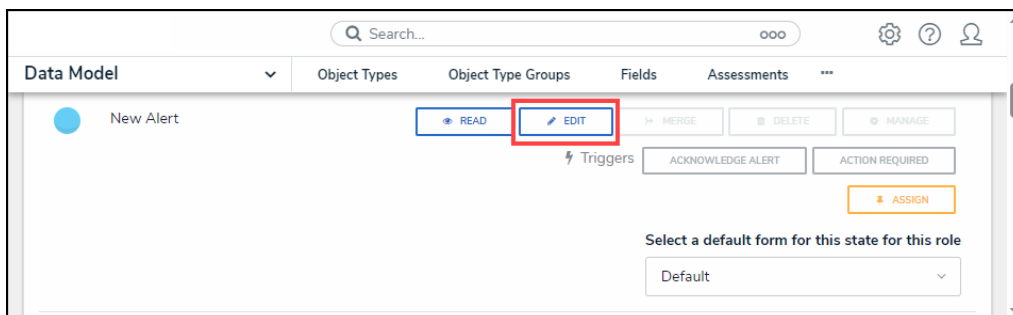 Search...
Data Model Object Types Object Type Groups Fields Assessments
New Alert READ EDIT MERGE DELETE MANAGE
Triggers ACKNOWLEDGE ALERT ACTION REQUIRED
ASSIGN
Select a default form for this state for this role
Default